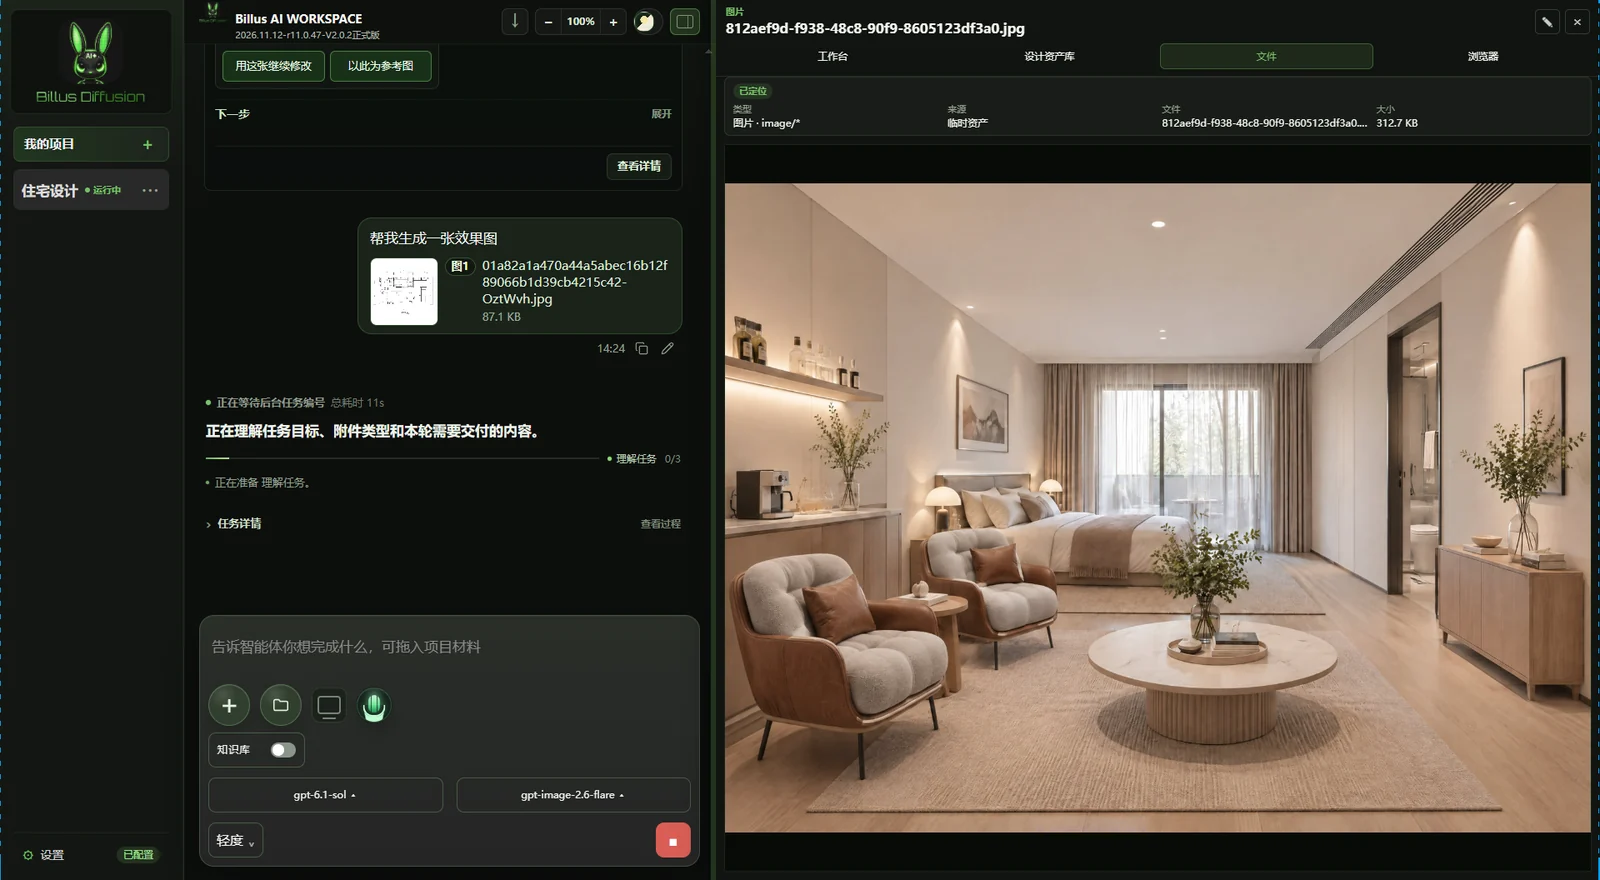 AI+
Billus Diffusion
我的项目 +
住宅设计 运行中 ...
设置 已配置
Billus AI WORKSPACE
2026.11.12-r11.0.47-V2.0.2正式版
↓ − 100% +
用这张继续修改 以此为参考图
下一步 展开
查看详情
帮我生成一张效果图
图1 01a82a1a470a44a5abec16b12f
89066b1d39cb4215c42-
OztWvh.jpg
87.1 KB
14:24
正在等待后台任务编号 总耗时 11s
正在理解任务目标、附件类型和本轮需要交付的内容。
理解任务 0/3
正在准备 理解任务。
› 任务详情 查看过程
告诉智能体你想完成什么，可拖入项目材料
知识库
gpt-6.1-sol
gpt-image-2.6-flare
轻度
图片
812aef9d-f938-48c8-90f9-8605123df3a0.jpg
工作台 设计资产库 文件 浏览器
已定位
类型 来源 文件 大小
图片 · image/* 临时资产 812aef9d-f938-48c8-90f9-8605123df3a0.... 312.7 KB